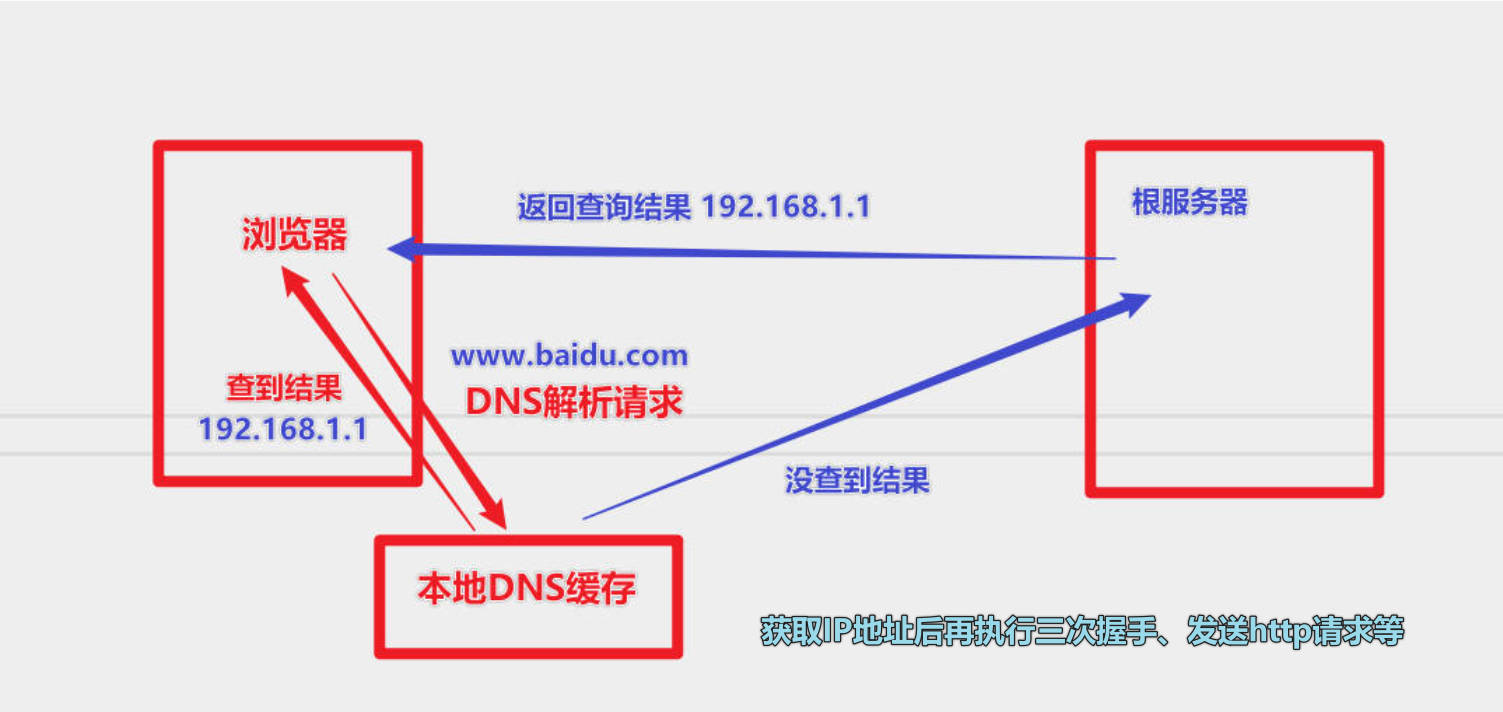 返回查询结果 192.168.1.1
根服务器
浏览器
www.baidu.com
DNS解析请求
查到结果
192.168.1.1
没查到结果
本地DNS缓存
获取IP地址后再执行三次握手、发送http请求等